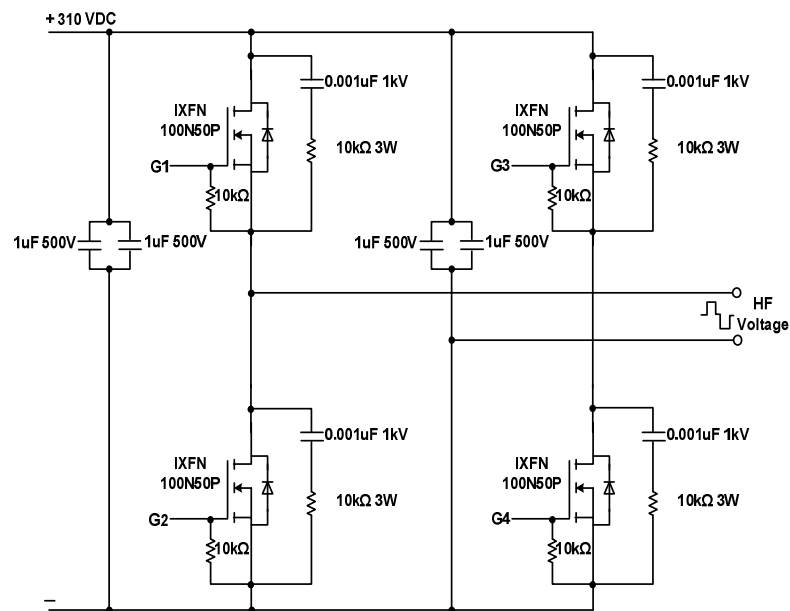 + 310 VDC
0.001uF 1kV
0.001uF 1kV
IXFN
100N50P
IXFN
100N50P
10kΩ 3W
10kΩ 3W
G1
G3
10kΩ
10kΩ
1uF 500V
1uF 500V
1uF 500V
1uF 500V
HF
Voltage
0.001uF 1kV
0.001uF 1kV
IXFN
100N50P
IXFN
100N50P
10kΩ 3W
10kΩ 3W
G2
G4
10kΩ
10kΩ
–